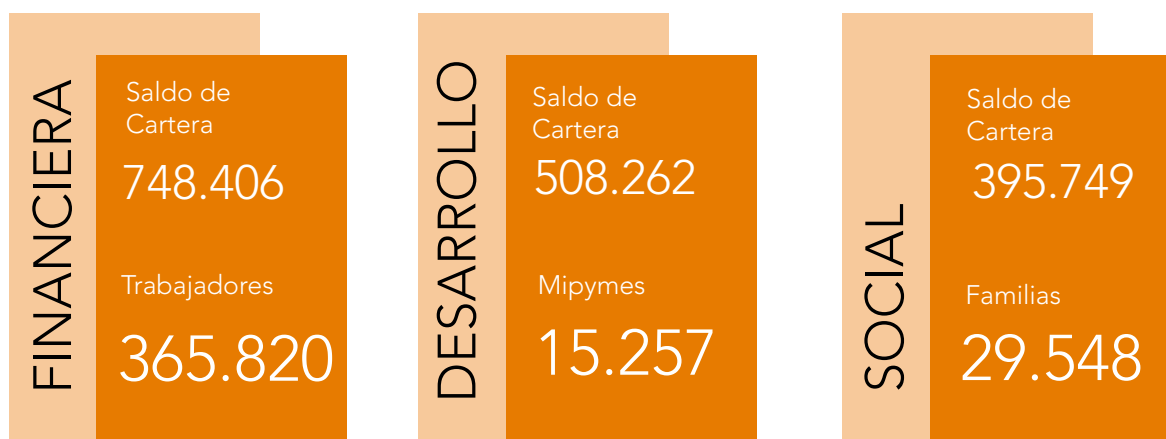 FINANCIERA
Saldo de
Cartera
748.406
Trabajadores
365.820
DESARROLLO
Saldo de
Cartera
508.262
Mipymes
15.257
SOCIAL
Saldo de
Cartera
395.749
Familias
29.548